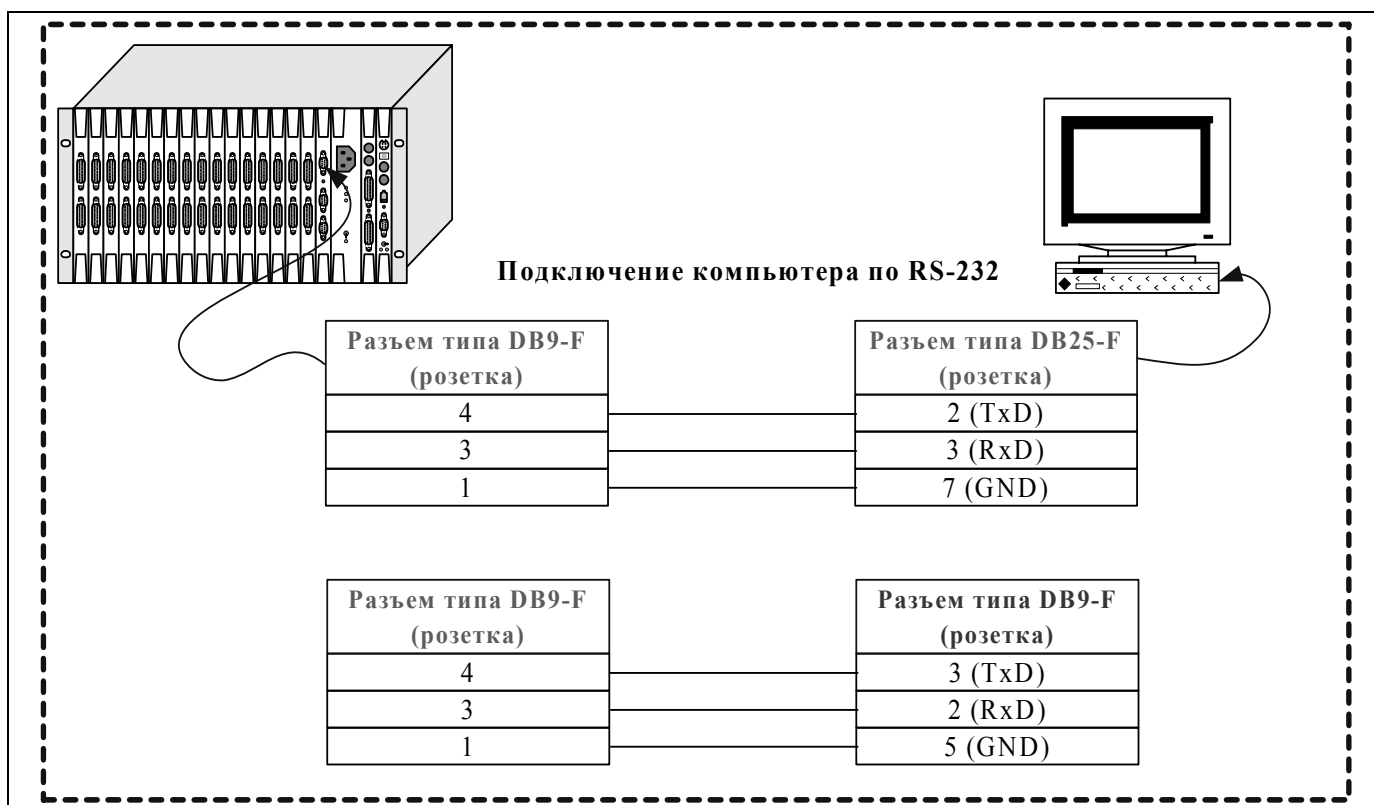 Подключение компьютера по RS-232
Разъем типа DB9-F
(розетка)
4
3
1
Разъем типа DB25-F
(розетка)
2 (TxD)
3 (RxD)
7 (GND)
Разъем типа DB9-F
(розетка)
4
3
1
Разъем типа DB9-F
(розетка)
3 (TxD)
2 (RxD)
5 (GND)